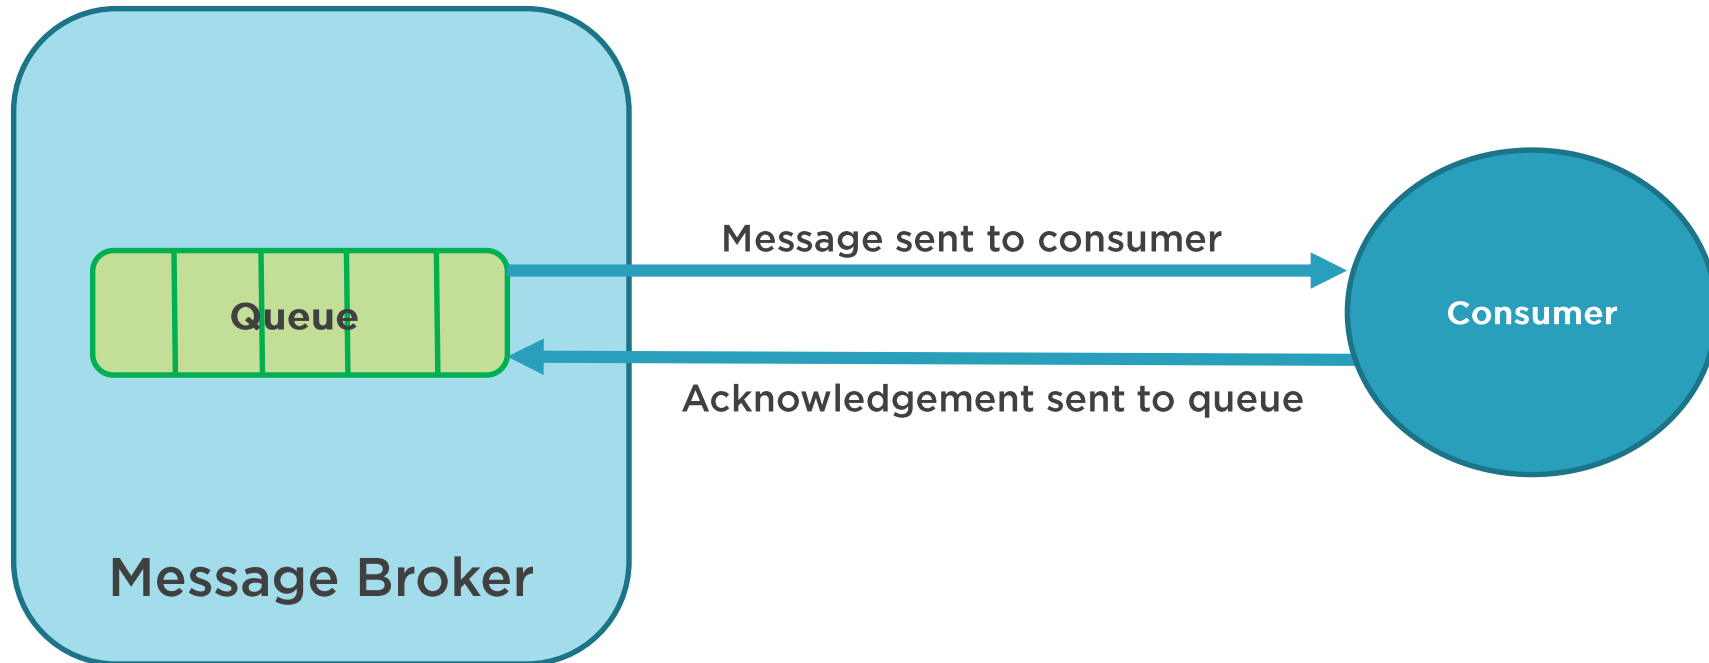 Message sent to consumer
Queue
Consumer
Acknowledgement sent to queue
Message Broker